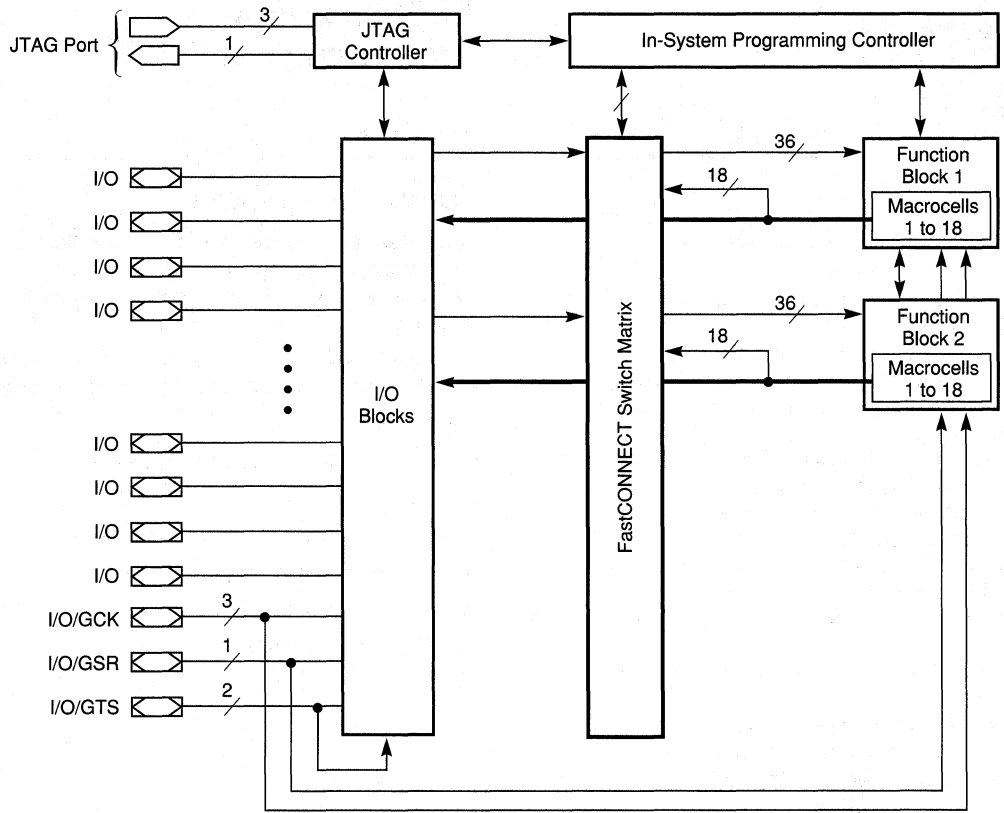 3
JTAG Port
1
JTAG
Controller
In-System Programming Controller
I/O
I/O
I/O
I/O
I/O
I/O
I/O
I/O
I/O/GCK
3
I/O/GSR
1
I/O/GTS
2
I/O
Blocks
FastCONNECT Switch Matrix
36
18
Function
Block 1
Macrocells
1 to 18
36
18
Function
Block 2
Macrocells
1 to 18